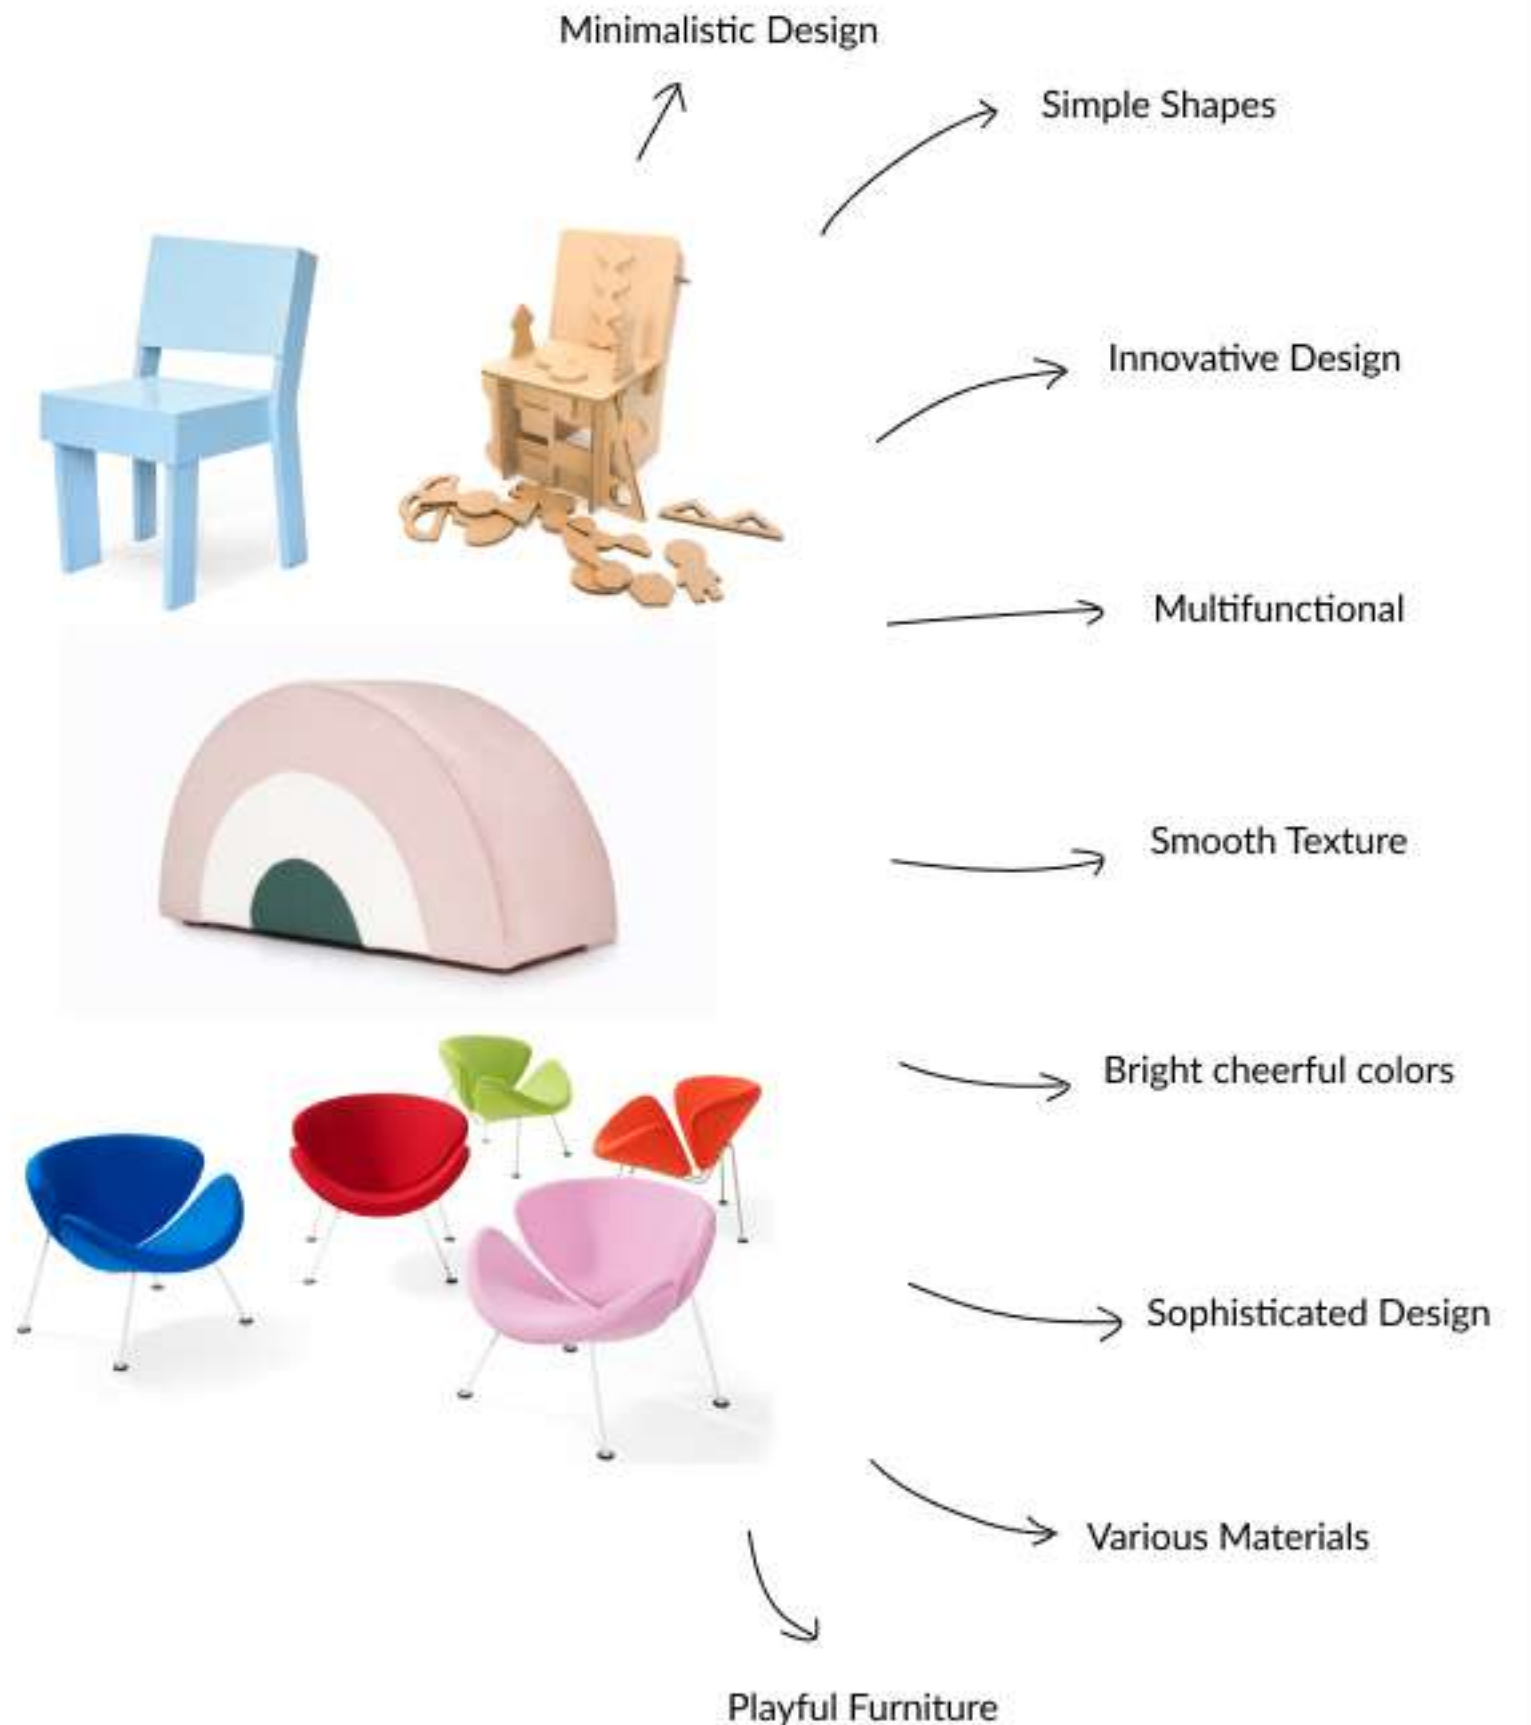 Minimalistic Design
Simple Shapes
Innovative Design
Multifunctional
Smooth Texture
Bright cheerful colors
Sophisticated Design
Various Materials
Playful Furniture